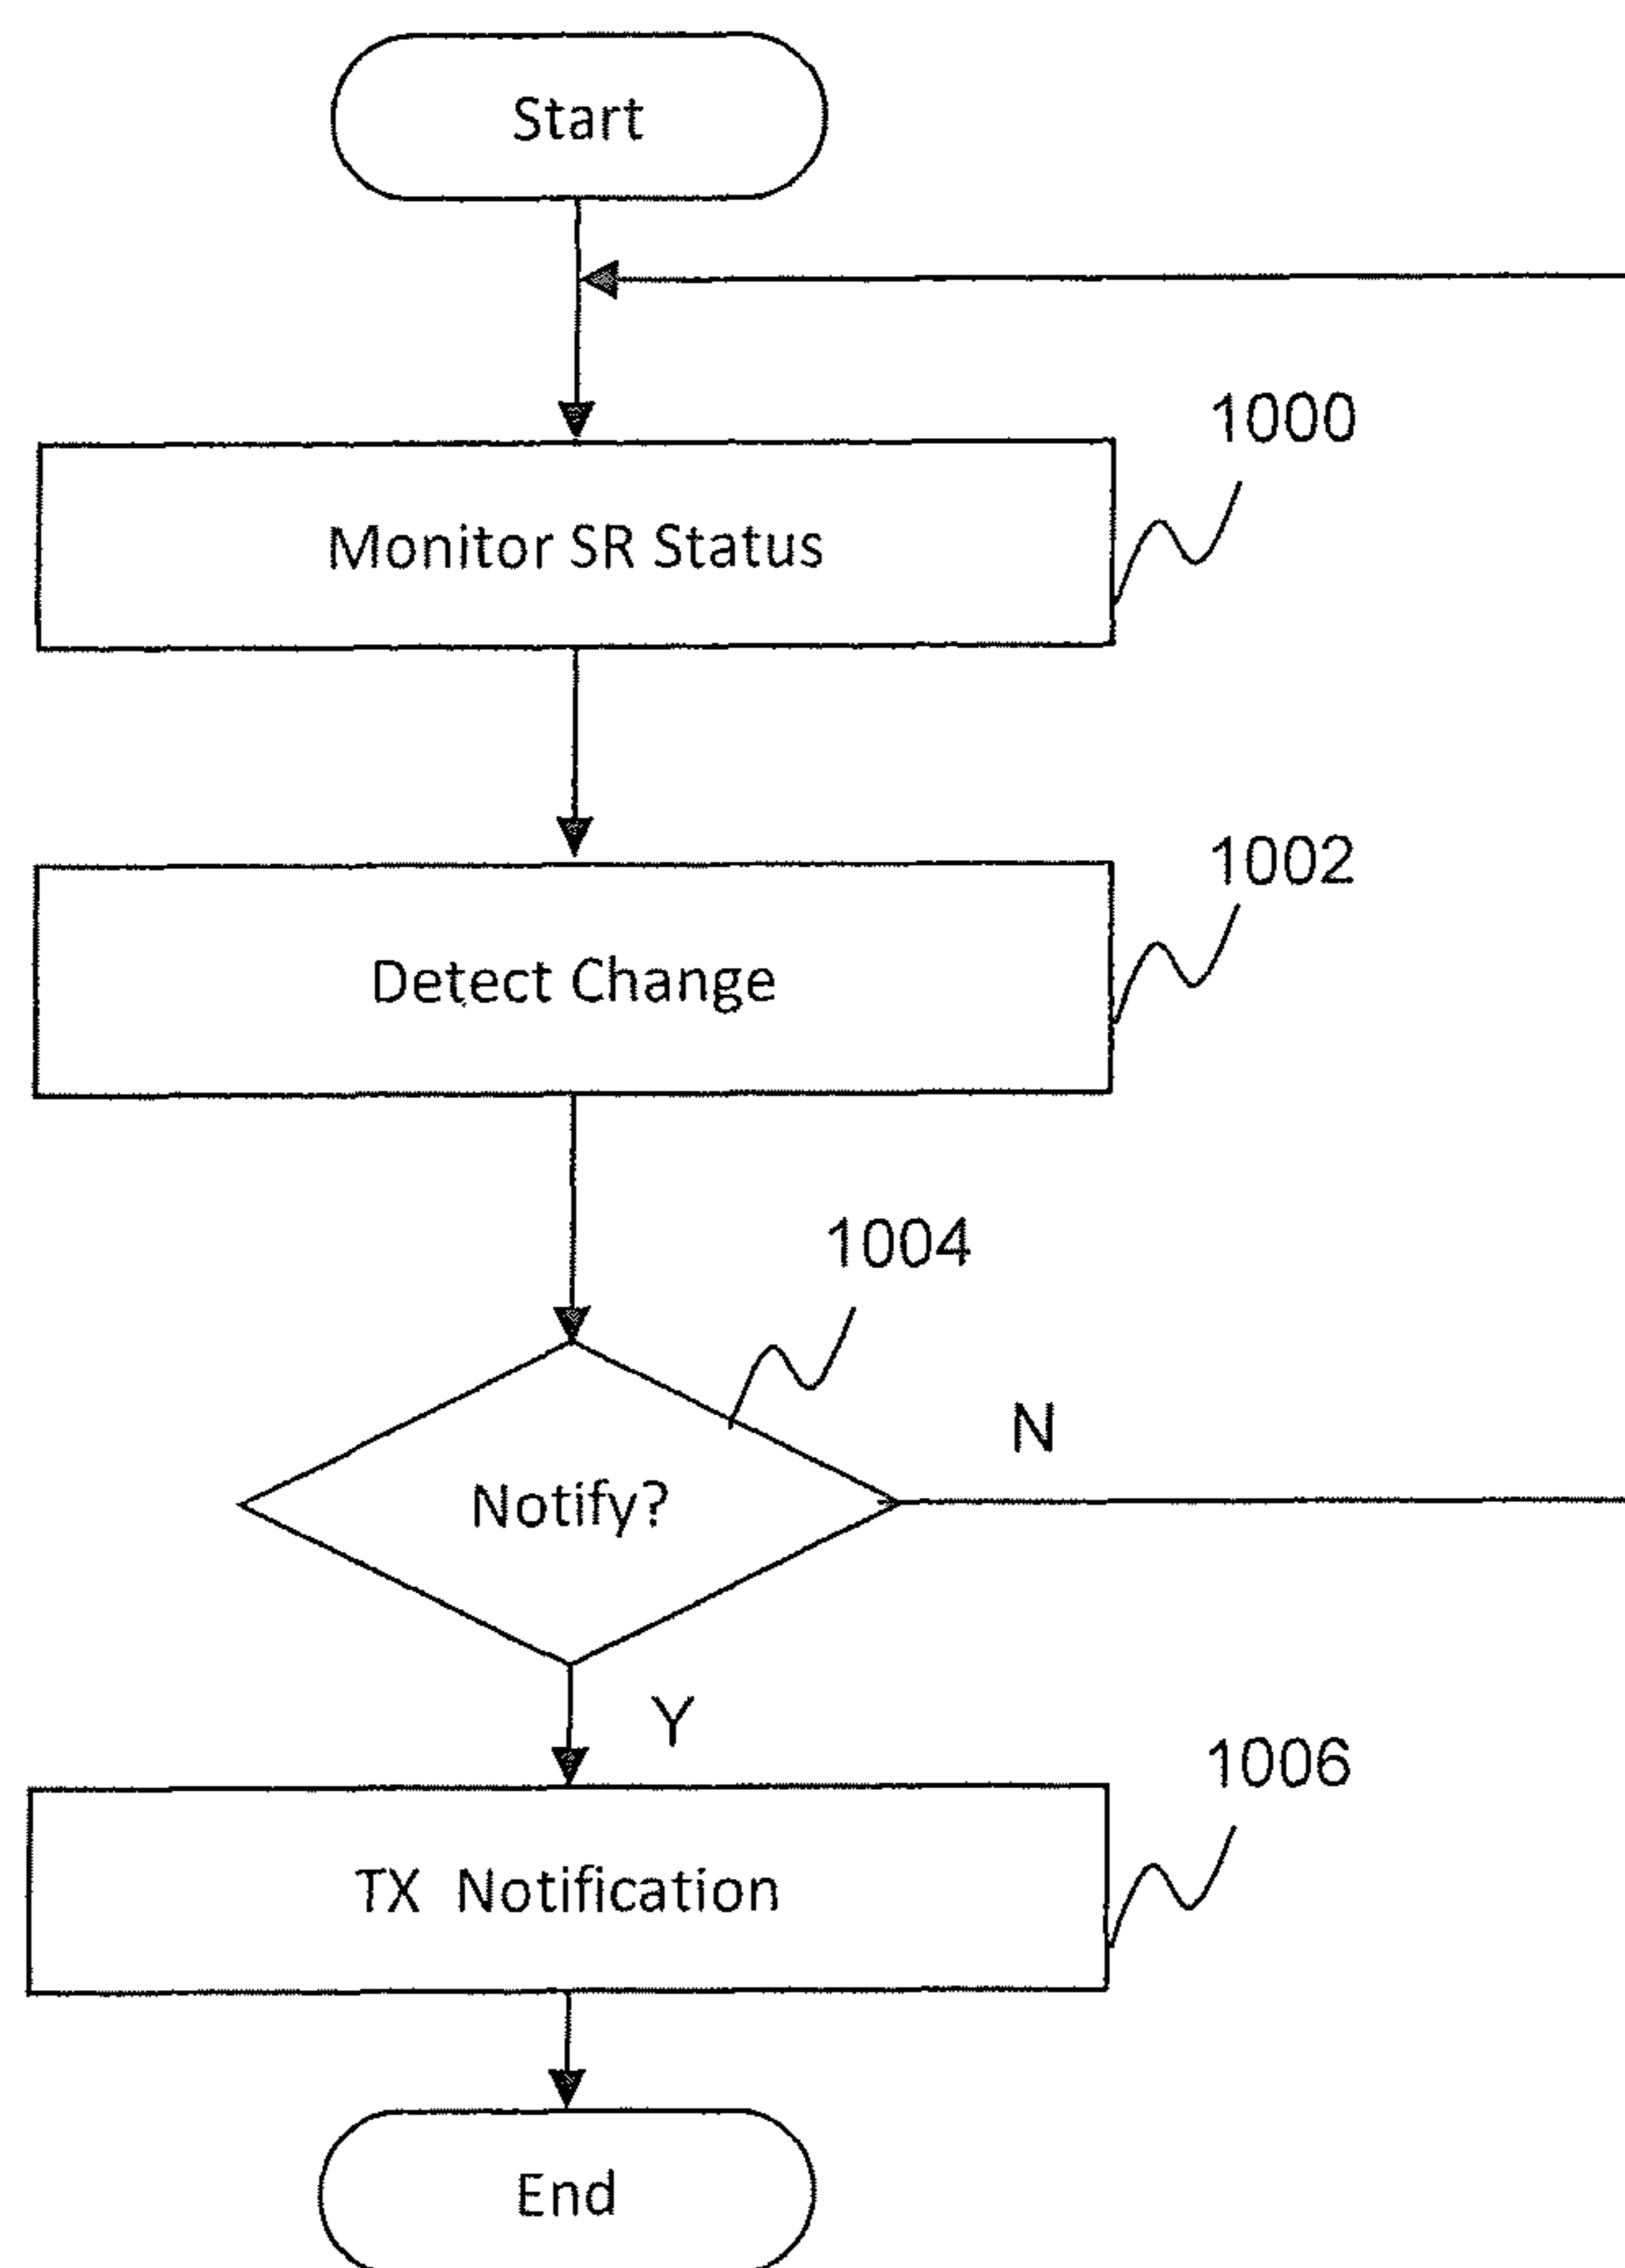 Start
1000
Monitor SR Status
1002
Detect Change
1004
N
Notify?
Y
1006
TX Notification
End